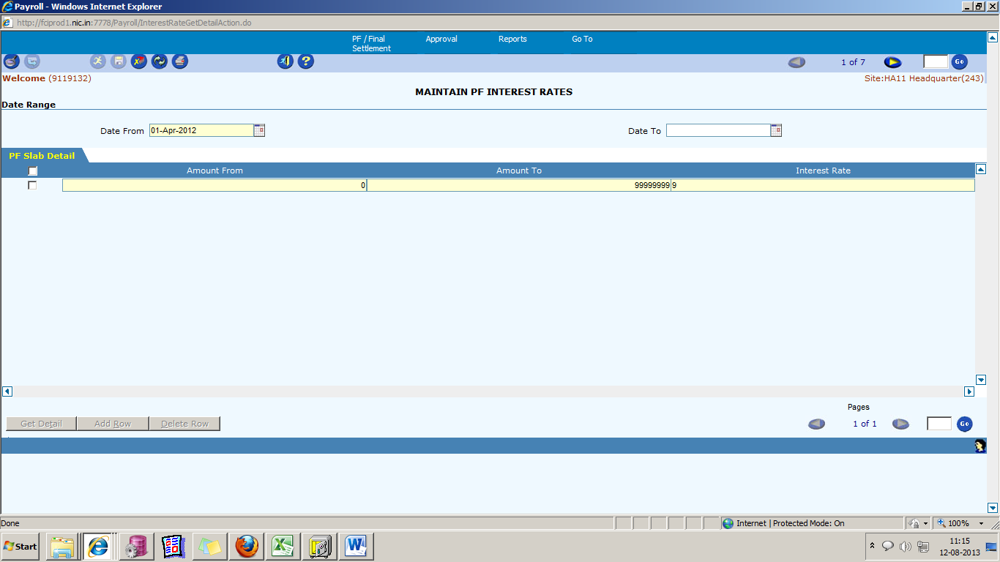 Payroll - Windows Internet Explorer
http://fciprod1.nic.in:7778/Payroll/InterestRateGetDetailAction.do
PF / Final Settlement Approval Reports Go To
1 of 7 Go
Welcome (9119132) Site:HA11 Headquarter(243)
MAINTAIN PF INTEREST RATES
Date Range
Date From 01-Apr-2012 Date To
PF Slab Detail
Amount From Amount To Interest Rate
0 99999999 9
Pages
Get Detail Add Row Delete Row 1 of 1 Go
Done Internet | Protected Mode: On 100%
Start 11:15
12-08-2013